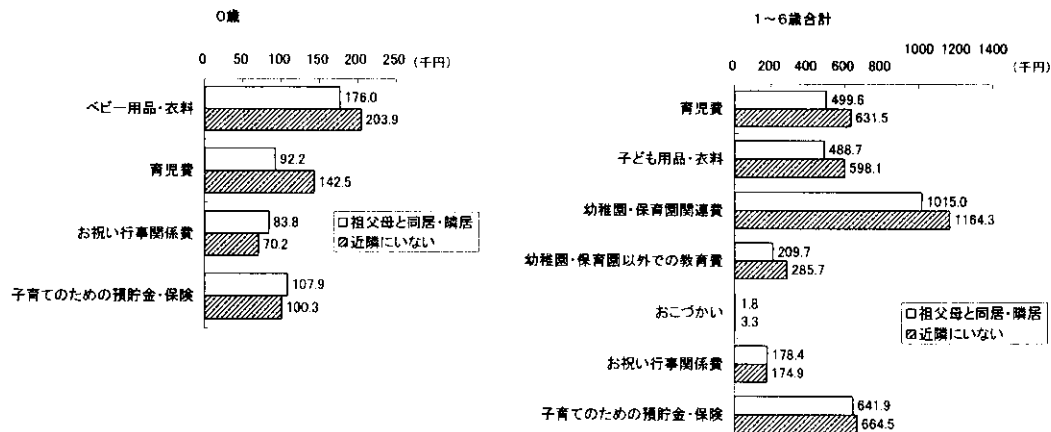 0歳
0 50 100 150 200 250 (千円)
ベビー用品・衣料
176.0
203.9
育児費
92.2
142.5
お祝い行事関係費
83.8
70.2
子育てのための預貯金・保険
107.9
100.3
□祖父母と同居・隣居
近隣にいない
1~6歳合計
0 200 400 600 800 1000 1200 1400 (千円)
育児費
499.6
631.5
子ども用品・衣料
488.7
598.1
幼稚園・保育園関連費
1015.0
1164.3
幼稚園・保育園以外での教育費
209.7
285.7
おこづかい
1.8
3.3
お祝い行事関係費
178.4
174.9
子育てのための預貯金・保険
641.9
664.5
□祖父母と同居・隣居
近隣にいない